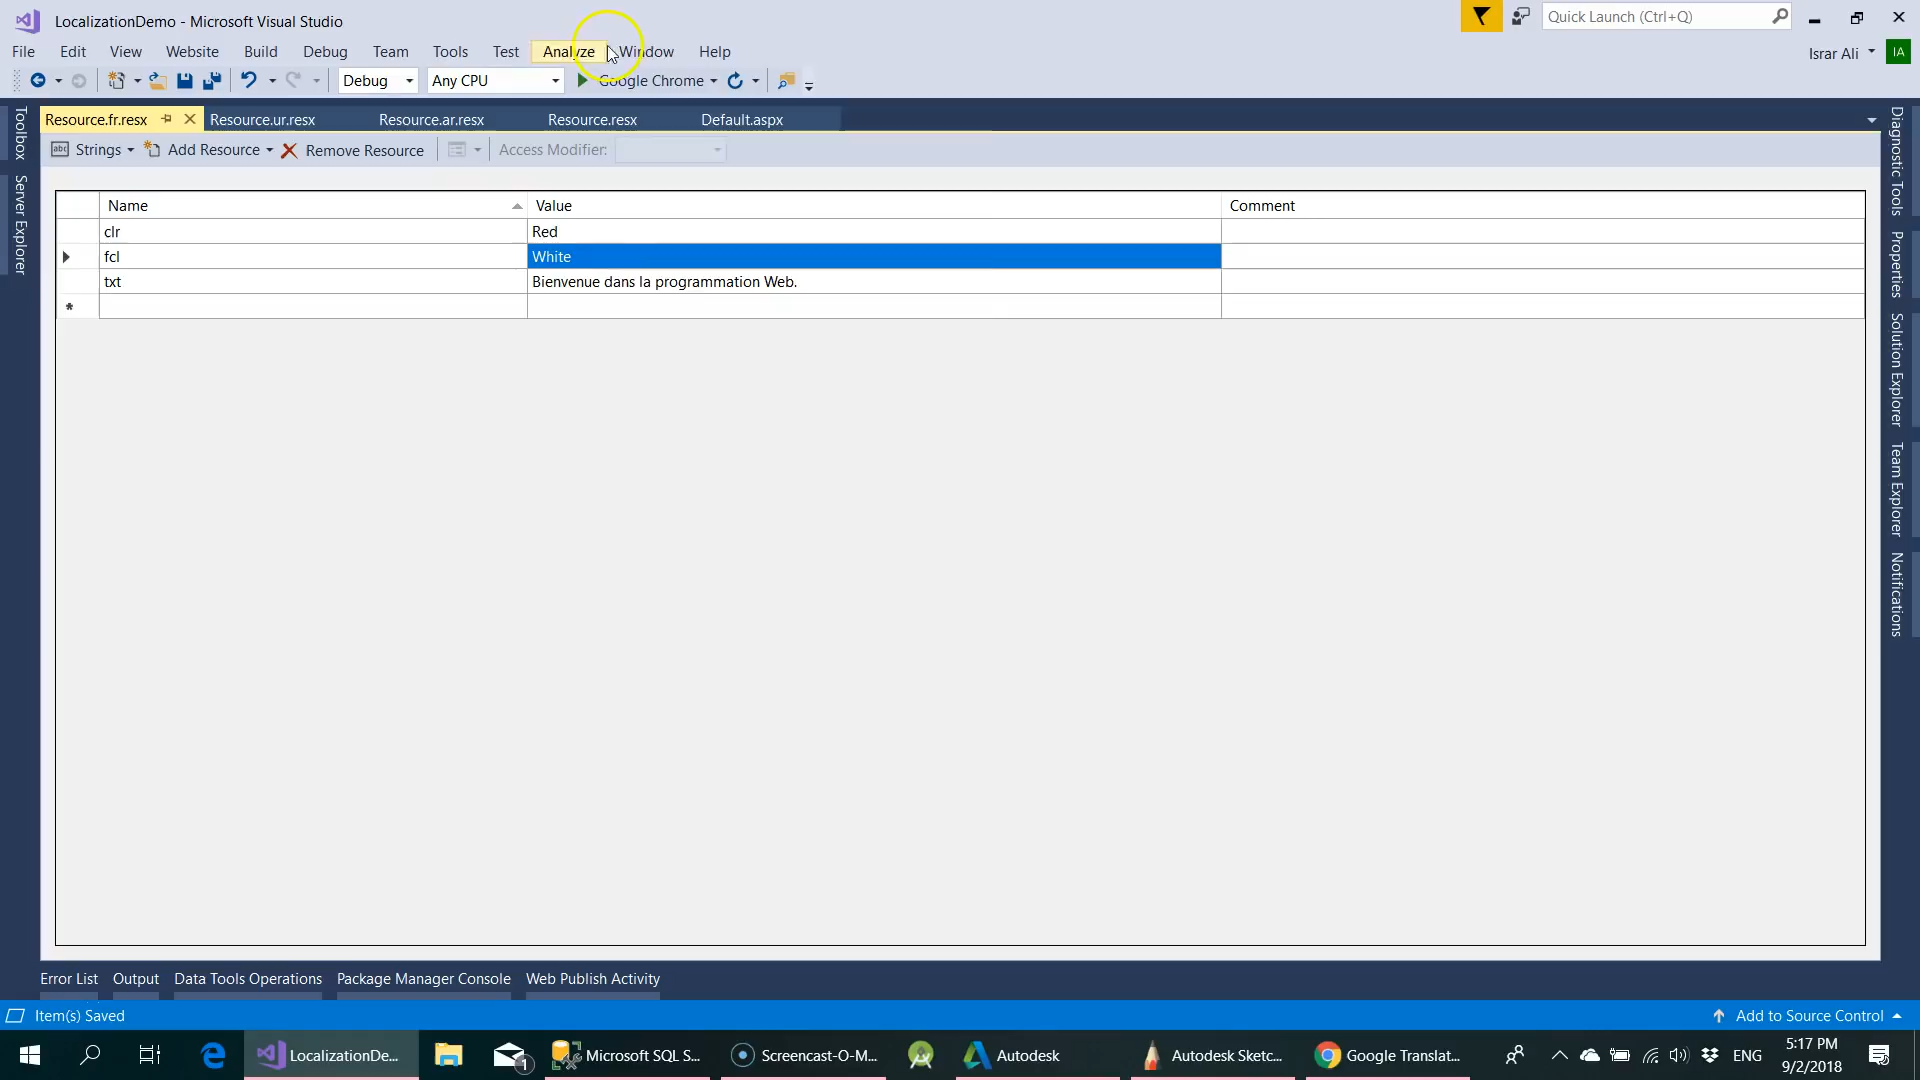 LocalizationDemo - Microsoft Visual Studio
Quick Launch (Ctrl+Q)
File Edit View Website Build Debug Team Tools Test Analyze Window Help
Israr Ali IA
Debug Any CPU Google Chrome
Resource.fr.resx Resource.ur.resx Resource.ar.resx Resource.resx Default.aspx
abc Strings Add Resource Remove Resource Access Modifier:
Toolbox
Server Explorer
Name Value Comment
clr Red
fcl White
txt Bienvenue dans la programmation Web.
*
Diagnostic Tools
Properties
Solution Explorer
Team Explorer
Notifications
Error List Output Data Tools Operations Package Manager Console Web Publish Activity
Item(s) Saved Add to Source Control
LocalizationDe... 1 Microsoft SQL S... Screencast-O-M... Autodesk Autodesk Sketc... Google Translat... ENG
5:17 PM
9/2/2018